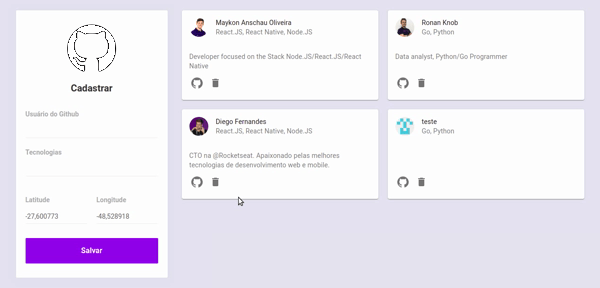 Cadastrar
Usuário do Github
Tecnologias
Latitude Longitude
-27,600773 -48,528918
Salvar
Maykon Anschau Oliveira
React.JS, React Native, Node.JS
Developer focused on the Stack Node.JS/React.JS/React
Native
Ronan Knob
Go, Python
Data analyst, Python/Go Programmer
Diego Fernandes
React.JS, React Native, Node.JS
CTO na @Rocketseat. Apaixonado pelas melhores
tecnologias de desenvolvimento web e mobile.
teste
Go, Python